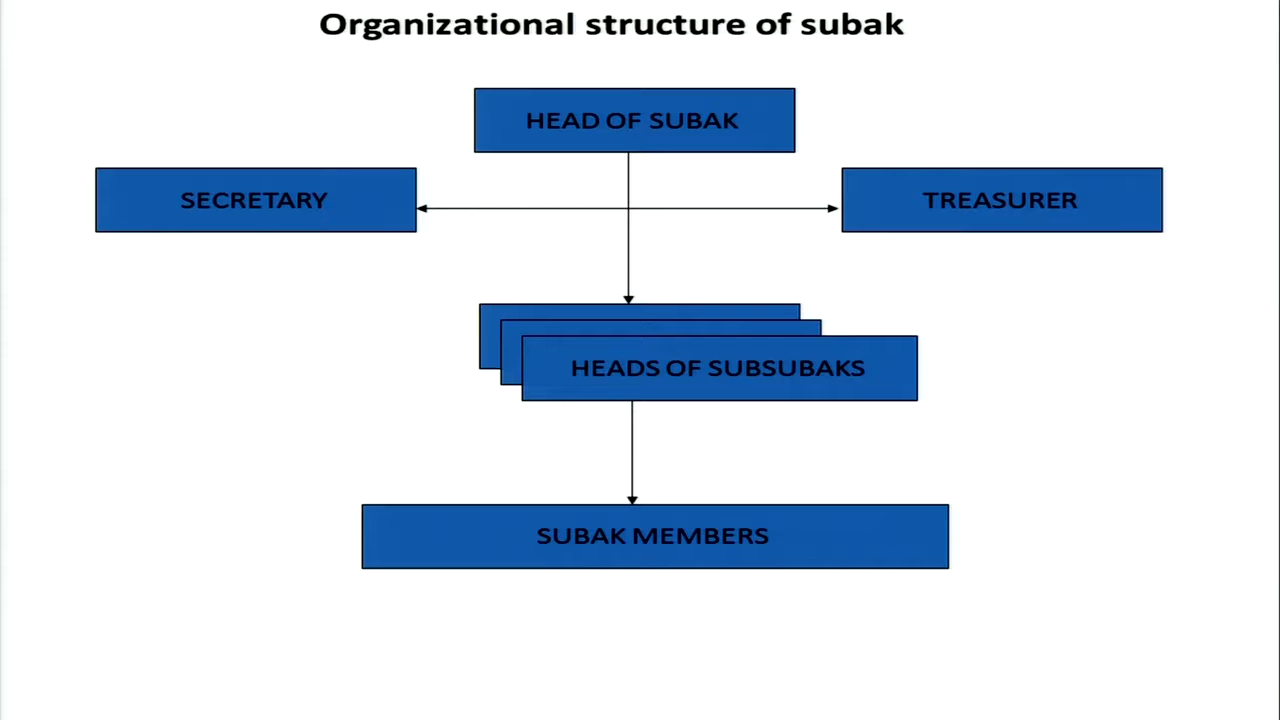 Organizational structure of subak
HEAD OF SUBAK
SECRETARY
TREASURER
HEADS OF SUBSUBAKS
SUBAK MEMBERS